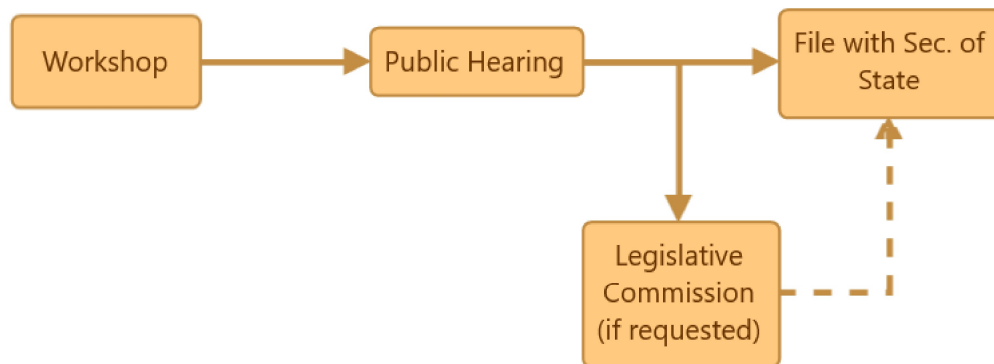 Workshop
Public Hearing
File with Sec. of
State
Legislative
Commission
(if requested)